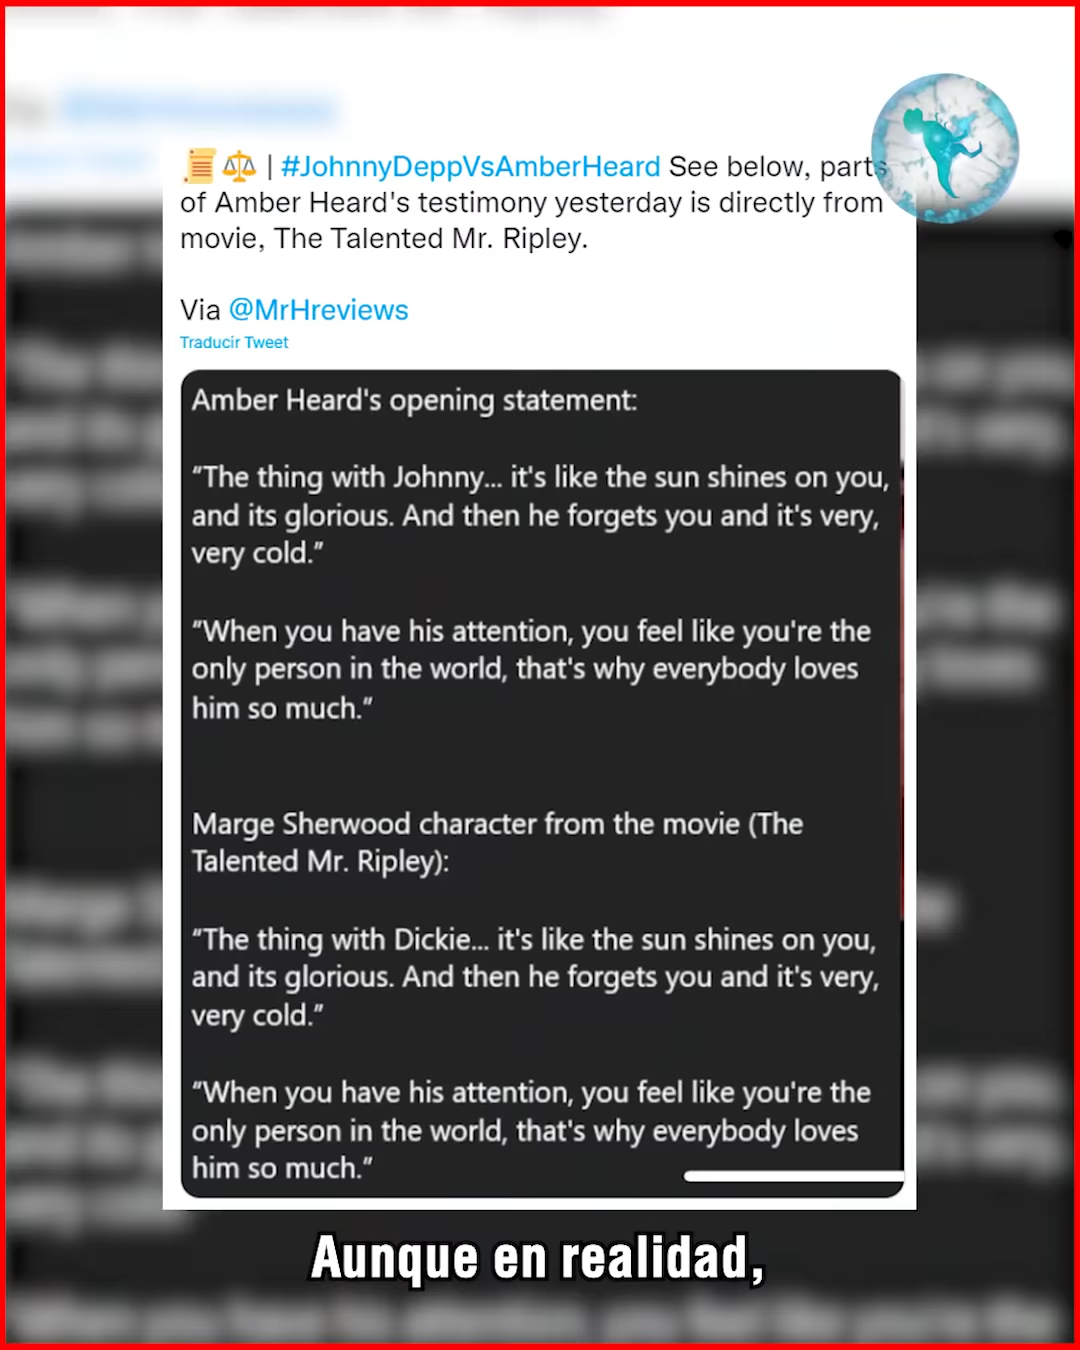 | #JohnnyDeppVsAmberHeard See below, parts
of Amber Heard's testimony yesterday is directly from
movie, The Talented Mr. Ripley.
Via @MrHreviews
Traducir Tweet
Amber Heard's opening statement:
"The thing with Johnny... it's like the sun shines on you,
and its glorious. And then he forgets you and it's very,
very cold."
"When you have his attention, you feel like you're the
only person in the world, that's why everybody loves
him so much."
Marge Sherwood character from the movie (The
Talented Mr. Ripley):
"The thing with Dickie... it's like the sun shines on you,
and its glorious. And then he forgets you and it's very,
very cold."
"When you have his attention, you feel like you're the
only person in the world, that's why everybody loves
him so much."
Aunque en realidad,